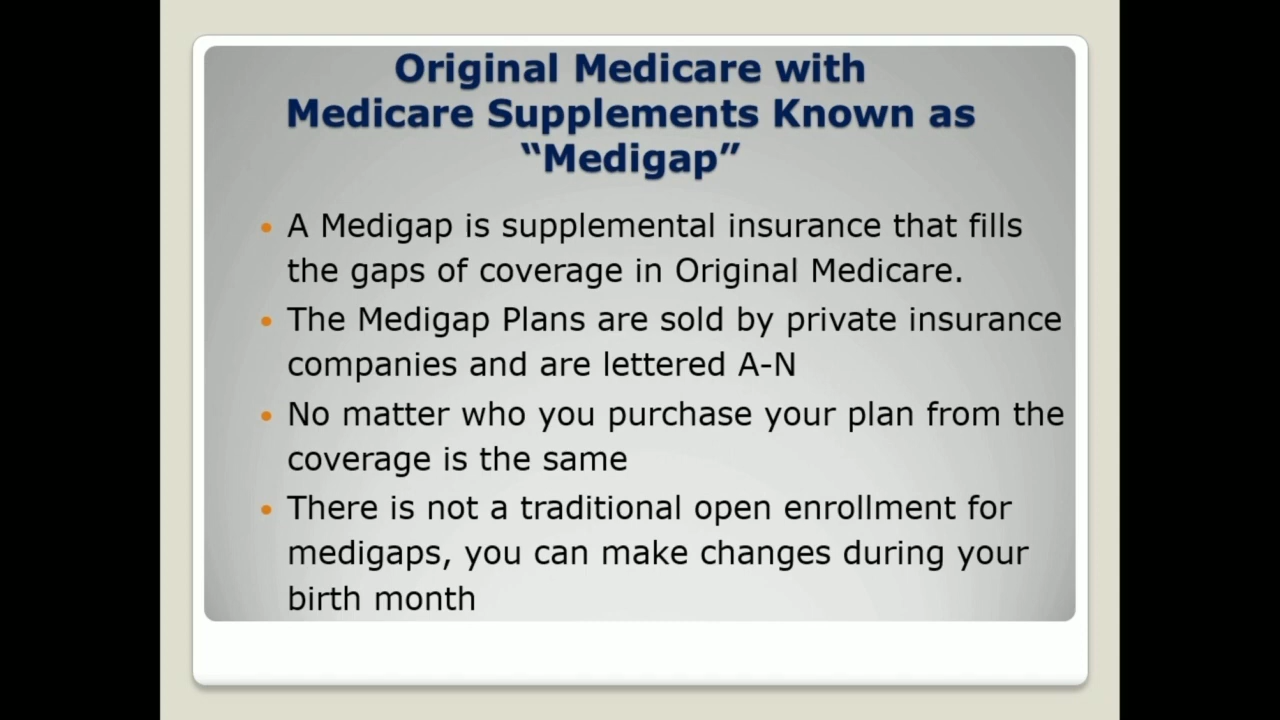 Original Medicare with
Medicare Supplements Known as
“Medigap”
• A Medigap is supplemental insurance that fills
the gaps of coverage in Original Medicare.
• The Medigap Plans are sold by private insurance
companies and are lettered A-N
• No matter who you purchase your plan from the
coverage is the same
• There is not a traditional open enrollment for
medigaps, you can make changes during your
birth month